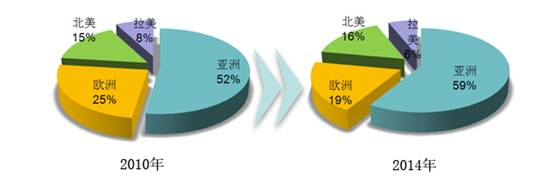 北美
15%
拉美
8%
亚洲
52%
欧洲
25%
2010年
北美
16%
拉
美
6%
亚洲
59%
欧洲
19%
2014年